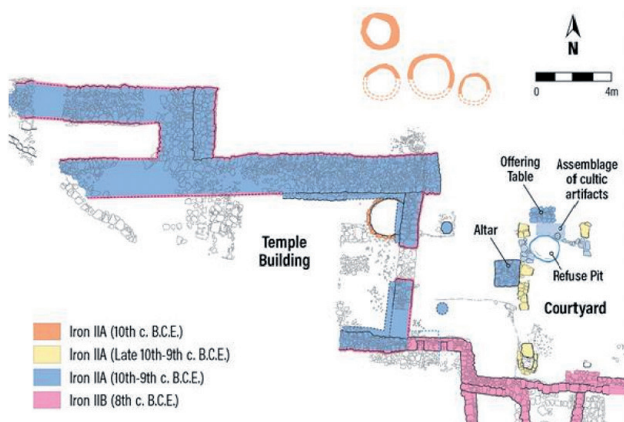 N
0 4m
Offering
Table
Assemblage
of cultic
artifacts
Altar
Temple
Building
Refuse Pit
Courtyard
Iron IIA (10th c. B.C.E.)
Iron IIA (Late 10th-9th c. B.C.E.)
Iron IIA (10th-9th c. B.C.E.)
Iron IIB (8th c. B.C.E.)